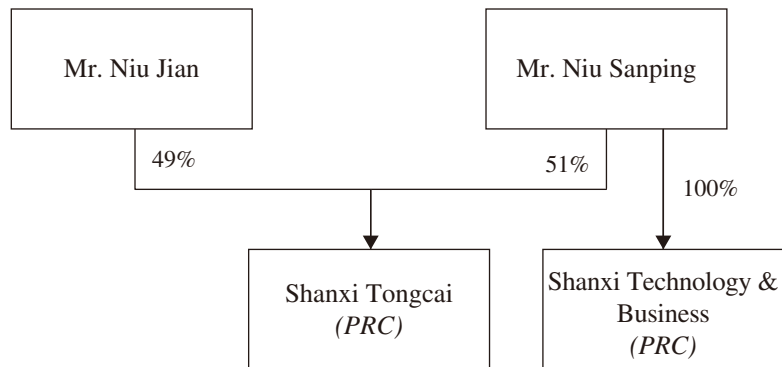 Mr. Niu Jian
Mr. Niu Sanping
49%
51%
100%
Shanxi Tongcai
(PRC)
Shanxi Technology &
Business
(PRC)